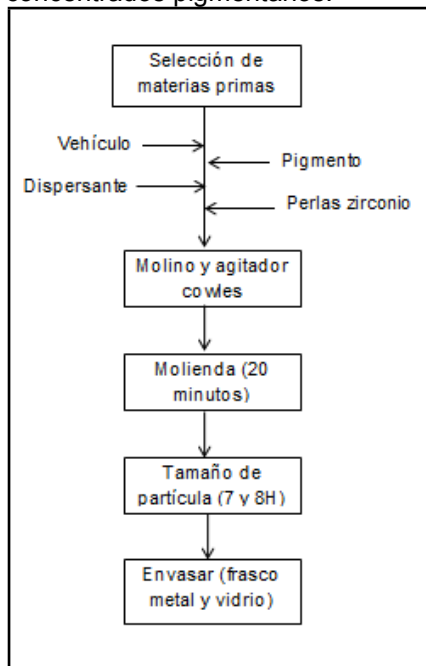 concentrados pigmentarios.
Selección de
materias primas
Vehículo
Pigmento
Dispersante
Perlas zirconio
Molino y agitador
cowles
Molienda (20
minutos)
Tamaño de
partícula (7 y 8H)
Envasar (frasco
metal y vidrio)